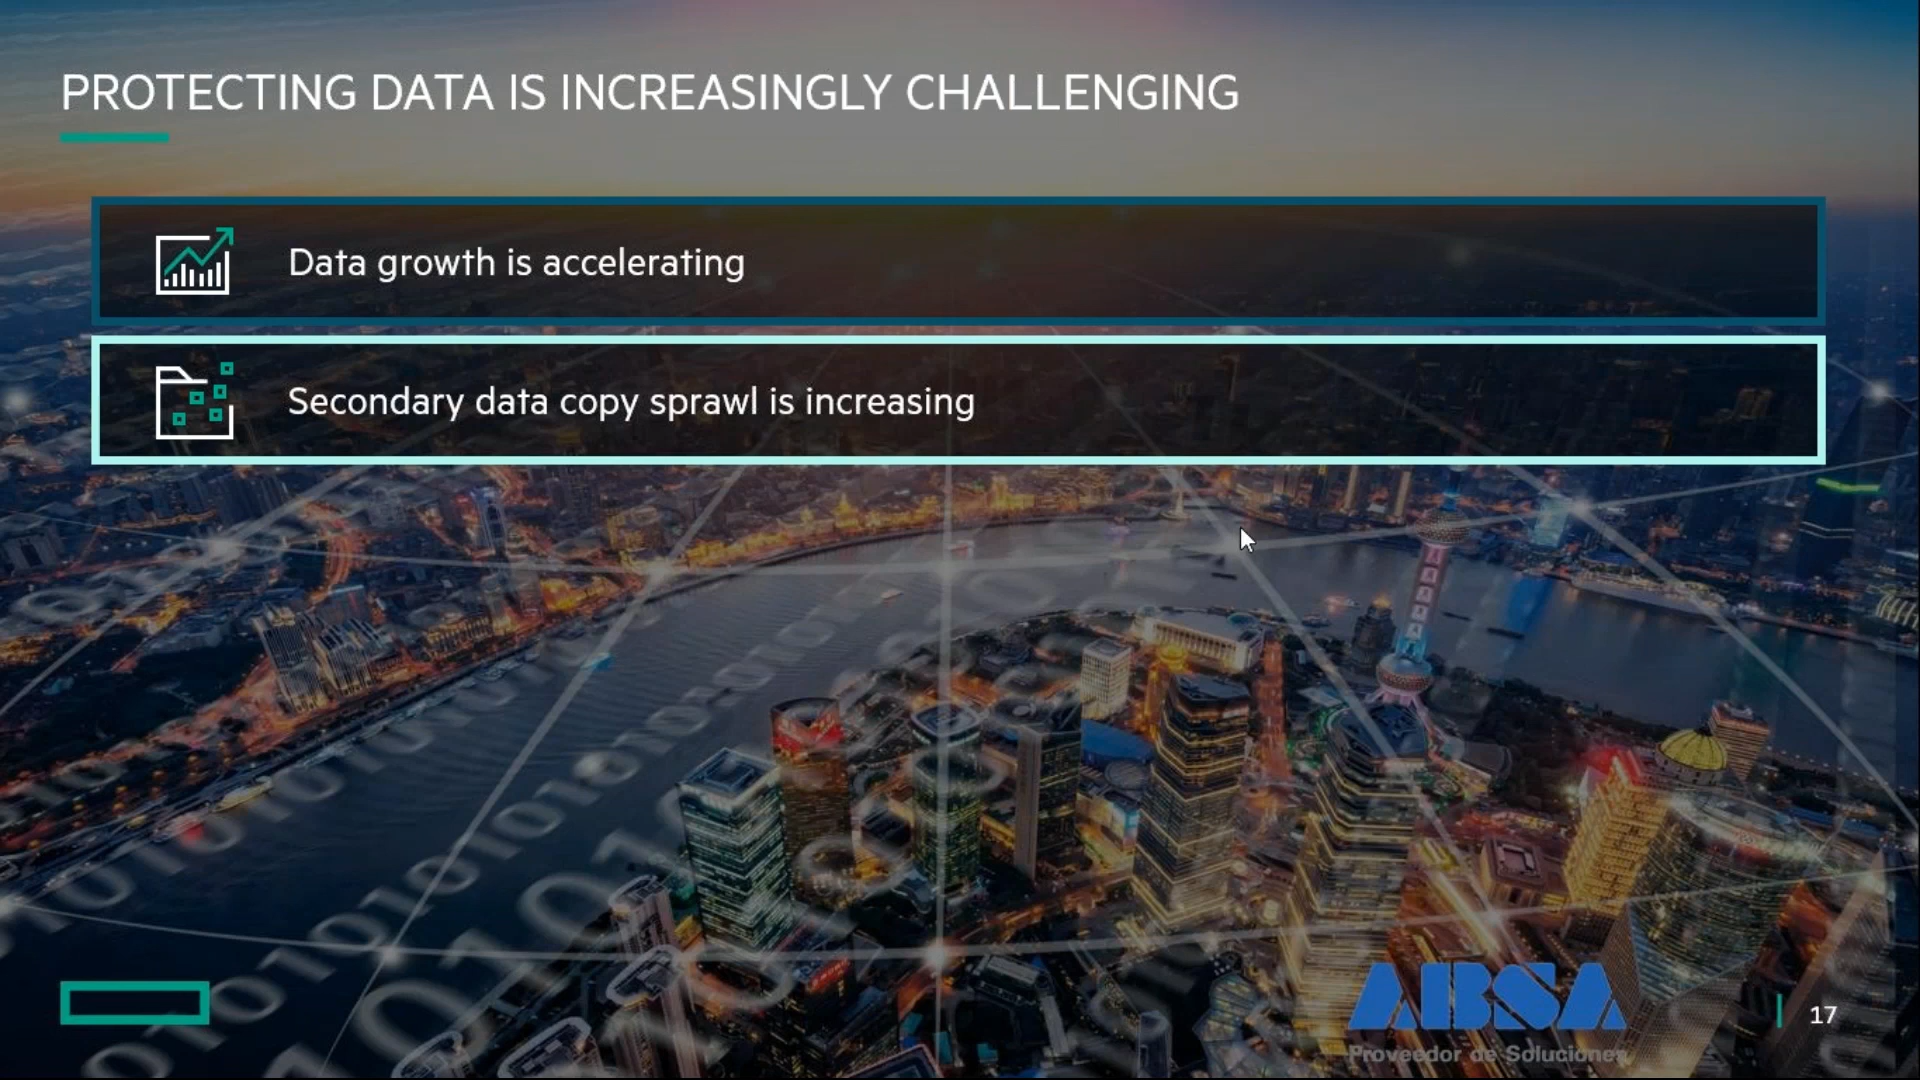 PROTECTING DATA IS INCREASINGLY CHALLENGING
Data growth is accelerating
Secondary data copy sprawl is increasing
ABSA
Proveedor de Soluciones
17